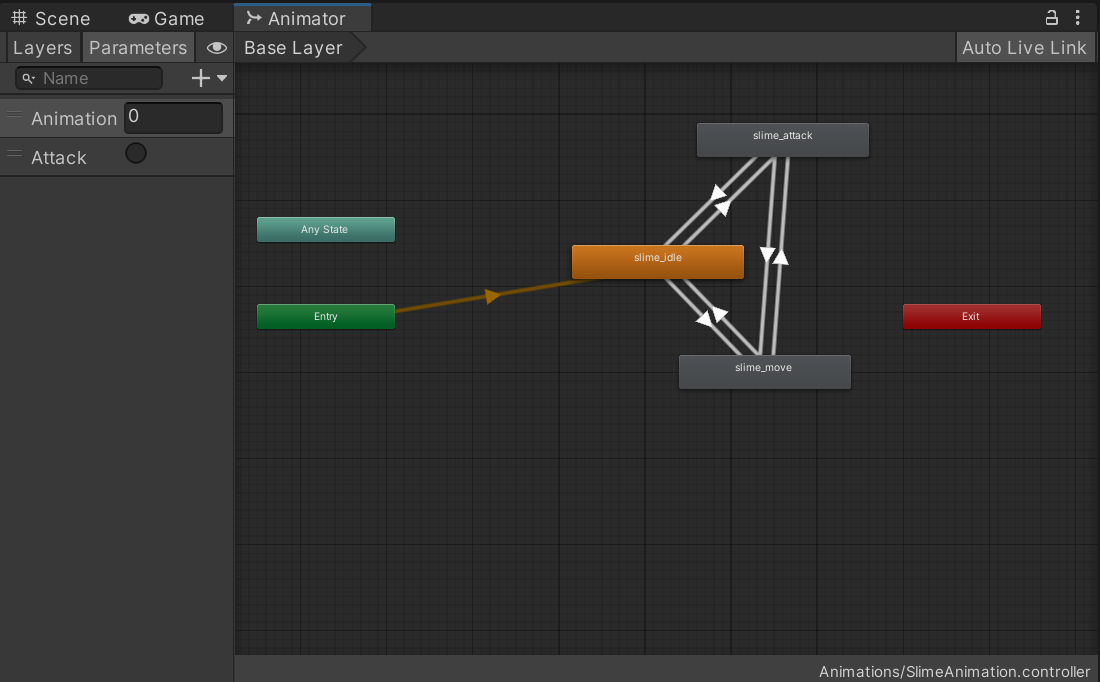 Scene Game Animator
Layers Parameters Base Layer Auto Live Link
Name
Animation 0
Attack
slime_attack
Any State
slime_idle
Entry
Exit
slime_move
Animations/SlimeAnimation.controller